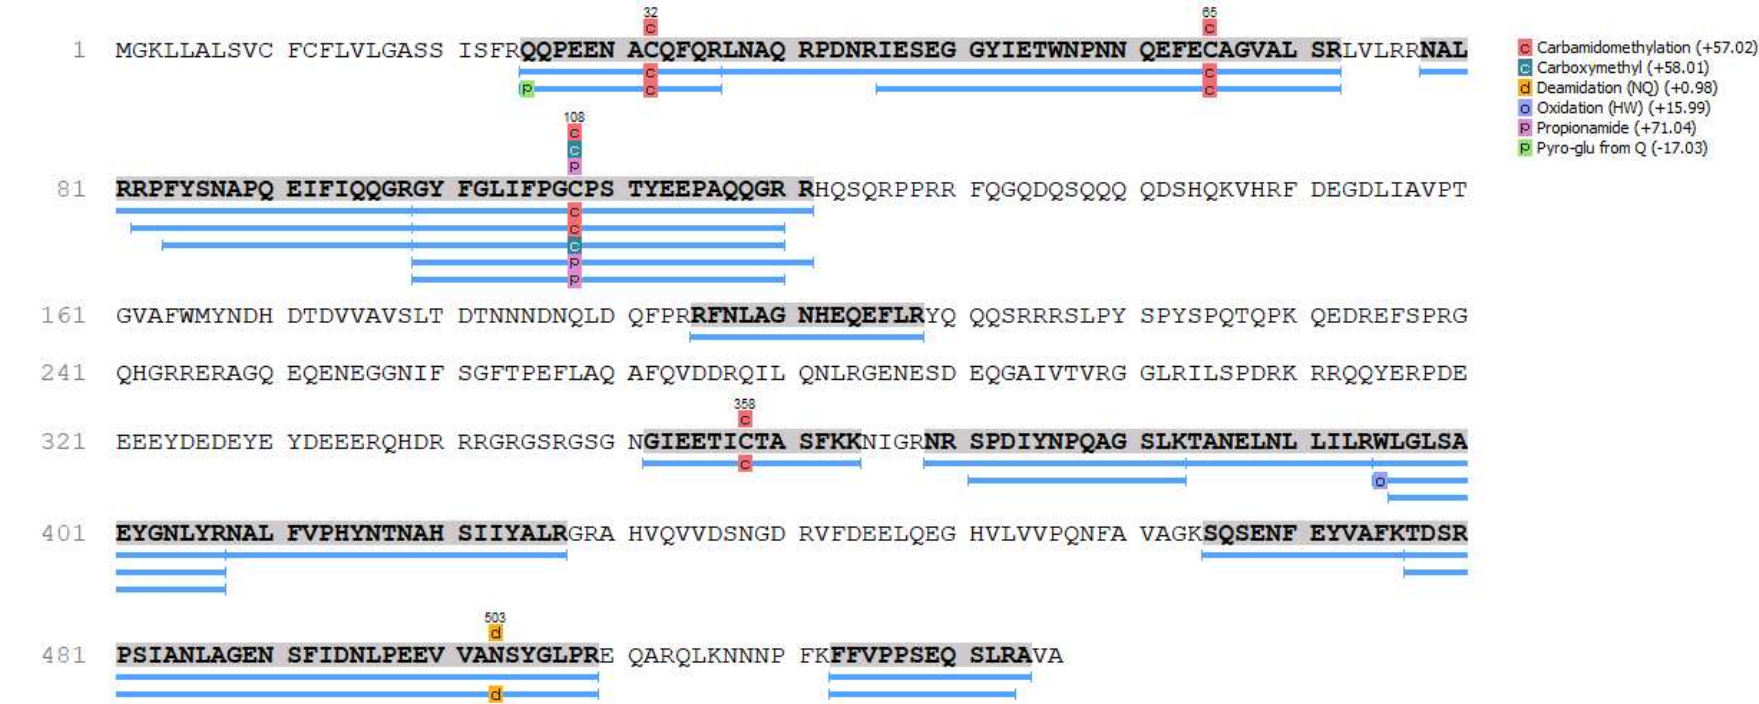 32 65
c c
1 MGKLLALSVC FCFLVLGASS ISFRQQPEEN ACQFQRLNAQ RPDNRIESEG GYIETWNPNN QEFECAGVAL SRLVLRRNAL
c c
p c c
c Carbamidomethylation (+57.02)
c Carboxymethyl (+58.01)
d Deamidation (NQ) (+0.98)
o Oxidation (HW) (+15.99)
P Propionamide (+71.04)
P Pyro-glu from Q (-17.03)
108
c
c
p
81 RRPFYSNAPQ EIFIQQGRGY FGLIFPGCPS TYEEPAQQGR RHQSQRPPRR FQGQDQSQQQ QDSHQKVHRF DEGDLIAVPT
c
c
c
p
p
161 GVAFWMYNDH DTDVVAVSLT DTNNNDNQLD QFPRRFNLAG NHEQEFLRYQ QQSRRRSLPY SPYSPQTQPK QEDREFSPRG
241 QHGRRERAGQ EQENEGGNIF SGFTPEFLAQ AFQVDDRQIL QNLRGENESD EQGAIVTVRG GLRILSPDRK RRQQYERPDE
358
c
321 EEEYDEDEYE YDEEERQHDR RRGRGSRGSG NGIEETICTA SFKKNIGRNR SPDIYNPQAG SLKTANELNL LILRWLGLSA
c
o
401 EYGNLYRNAL FVPHYNTNAH SIIYALRGRA HVQVVDSNGD RVFDEELQEG HVLVVPQNFA VAGKSQSENF EYVAFKTDSR
503
d
481 PSIANLAGEN SFIDNLPEEV VANSYGLPRE QARQLKNNNP FKFFVPPSEQ SLRAVA
d